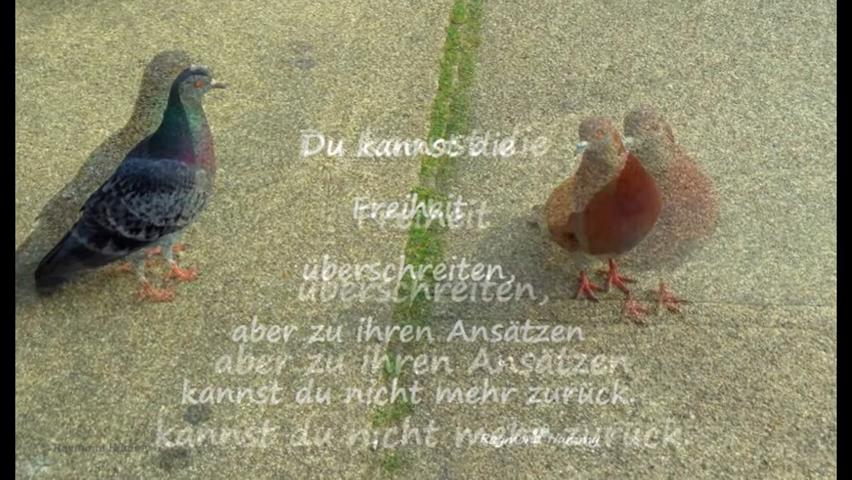 Du kannst die
Freiheit
überschreiten,
aber zu ihren Ansätzen
kannst du nicht mehr zurück.